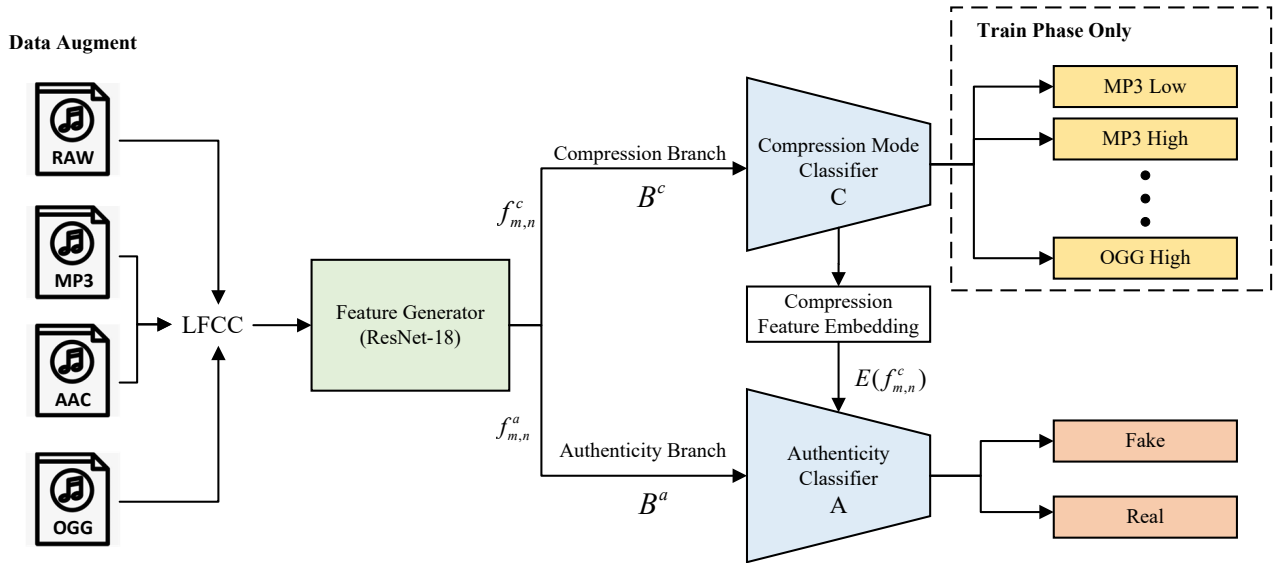 Data Augment
RAW
MP3
AAC
OGG
LFCC
Feature Generator
(ResNet-18)
f^c_{m,n}
f^a_{m,n}
Compression Branch
B^c
Authenticity Branch
B^a
Compression Mode
Classifier
C
Compression
Feature Embedding
E(f^c_{m,n})
Authenticity
Classifier
A
Train Phase Only
MP3 Low
MP3 High
OGG High
Fake
Real